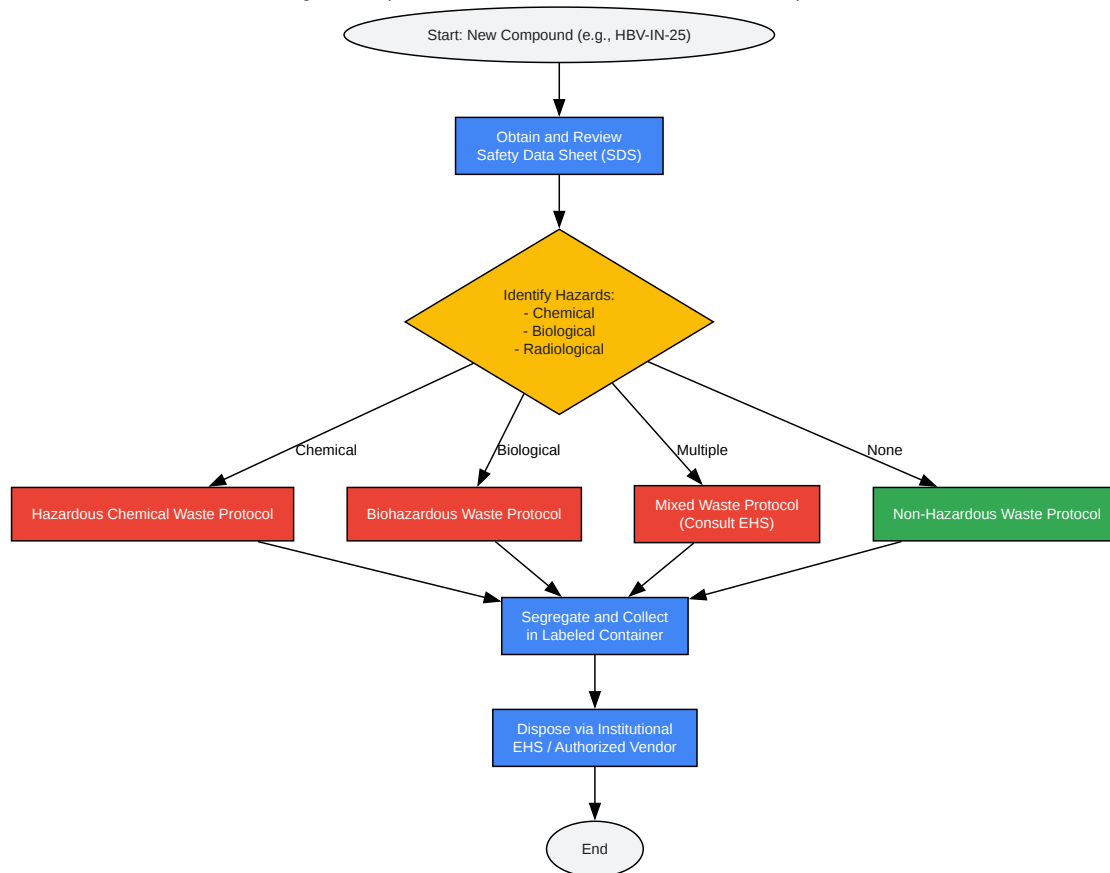 Start: New Compound (e.g., HBV-IN-25)
Obtain and Review
Safety Data Sheet (SDS)
Identify Hazards:
- Chemical
- Biological
- Radiological
Chemical
Biological
Multiple
None
Hazardous Chemical Waste Protocol
Biohazardous Waste Protocol
Mixed Waste Protocol
(Consult EHS)
Non-Hazardous Waste Protocol
Segregate and Collect
in Labeled Container
Dispose via Institutional
EHS / Authorized Vendor
End